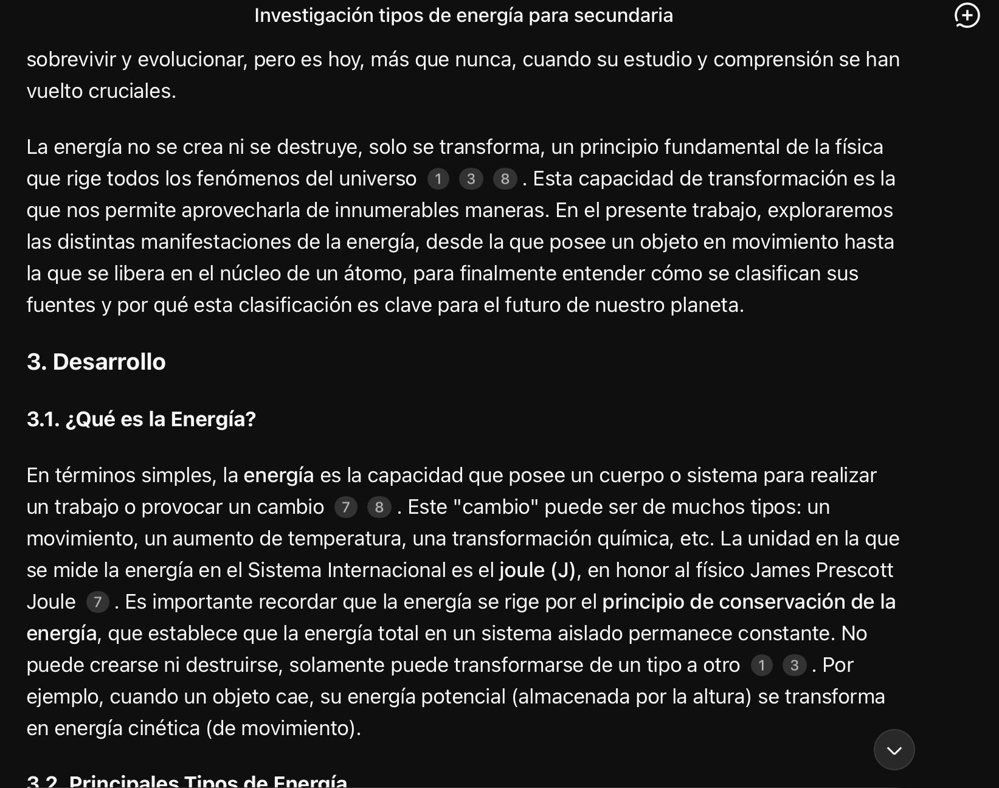 Investigación tipos de energía para secundaria
sobrevivir y evolucionar, pero es hoy, más que nunca, cuando su estudio y comprensión se han
vuelto cruciales.
La energía no se crea ni se destruye, solo se transforma, un principio fundamental de la física
que rige todos los fenómenos del universo 1 3 8 . Esta capacidad de transformación es la
que nos permite aprovecharla de innumerables maneras. En el presente trabajo, exploraremos
las distintas manifestaciones de la energía, desde la que posee un objeto en movimiento hasta
la que se libera en el núcleo de un átomo, para finalmente entender cómo se clasifican sus
fuentes y por qué esta clasificación es clave para el futuro de nuestro planeta.
3. Desarrollo
3.1. ¿Qué es la Energía?
En términos simples, la energía es la capacidad que posee un cuerpo o sistema para realizar
un trabajo o provocar un cambio 7 8 . Este "cambio" puede ser de muchos tipos: un
movimiento, un aumento de temperatura, una transformación química, etc. La unidad en la que
se mide la energía en el Sistema Internacional es el joule (J), en honor al físico James Prescott
Joule 7 . Es importante recordar que la energía se rige por el principio de conservación de la
energía, que establece que la energía total en un sistema aislado permanece constante. No
puede crearse ni destruirse, solamente puede transformarse de un tipo a otro 1 3 . Por
ejemplo, cuando un objeto cae, su energía potencial (almacenada por la altura) se transforma
en energía cinética (de movimiento).
3.2. Principales Tipos de Energía